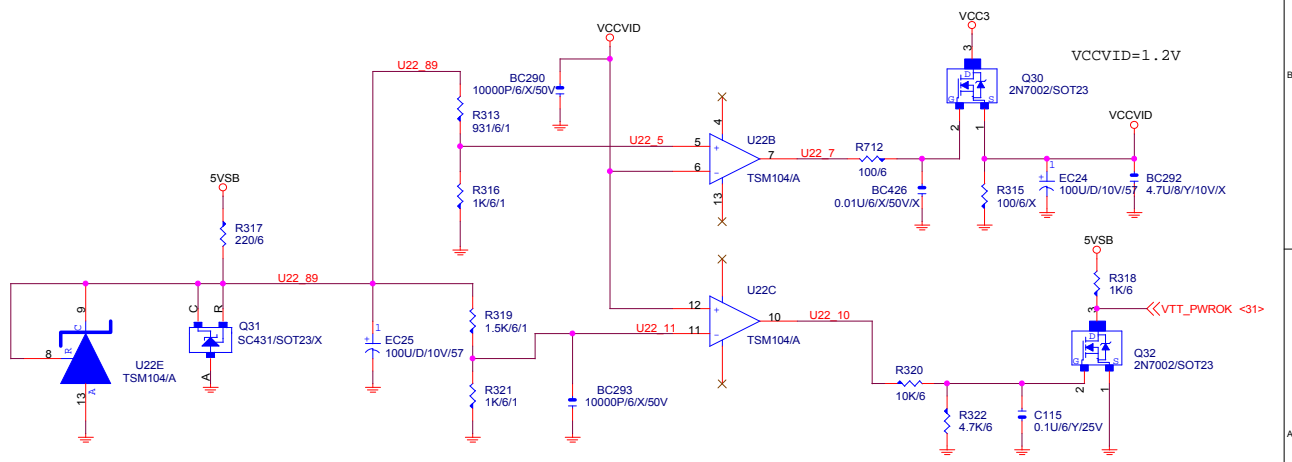 VCCVID
VCC3
VCCVID=1.2V
U22_89
BC290
10000P/6/X/50V
3
D
G
S
Q30
2N7002/SOT23
2
1
R313
931/6/1
4
U22_5
5
+
6
-
U22B
7
TSM104/A
13
U22_7
R712
100/6
VCCVID
BC426
0.01U/6/X/50V/X
R315
100/6/X
+
1
EC24
100U/D/10V/57
BC292
4.7U/8/Y/10V/X
R316
1K/6/1
5VSB
R317
220/6
5VSB
R318
1K/6
VTT_PWROK <31>
U22_89
U22_89
9
C
R
8
A
13
U22E
TSM104/A
C
R
A
Q31
SC431/SOT23/X
+
1
EC25
100U/D/10V/57
R319
1.5K/6/1
R321
1K/6/1
U22_11
BC293
10000P/6/X/50V
12
+
11
-
U22C
10
TSM104/A
U22_10
R320
10K/6
R322
4.7K/6
C115
0.1U/6/Y/25V
3
D
G
S
Q32
2N7002/SOT23
2
1
B
A